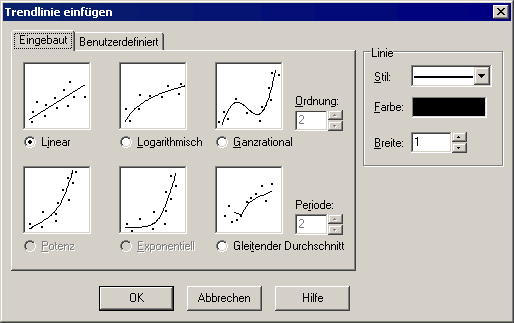 Trendlinie einfügen
Eingebaut Benutzerdefiniert
Linear Logarithmisch Ganzrational
Ordnung:
2
Potenz Exponentiell Gleitender Durchschnitt
Periode:
2
Linie
Stil:
Farbe:
Breite: 1
OK Abbrechen Hilfe